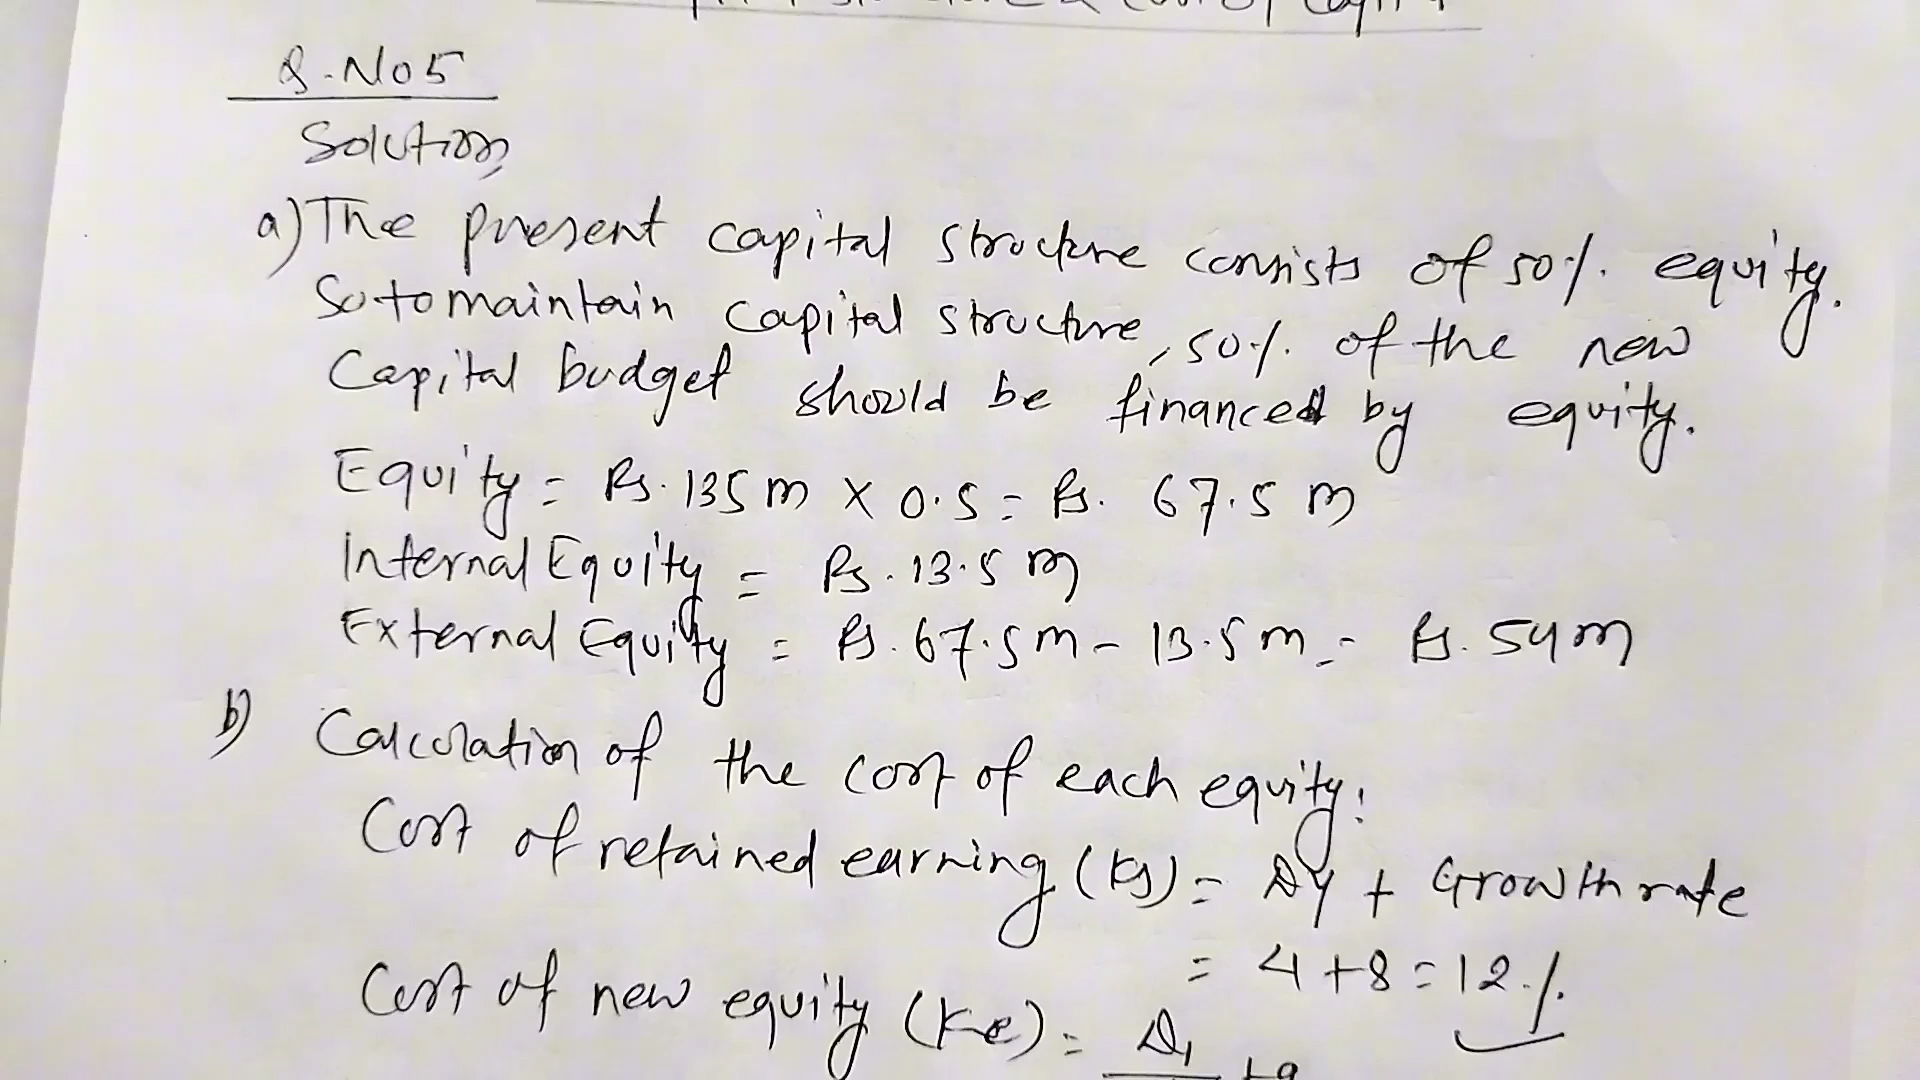 Q.No5
Solution,
a) The present capital structure consists of 50%. equity.
So to maintain capital structure, 50%. of the new
Capital budget should be financed by equity.
Equity = Rs. 135m × 0.5 = Rs. 67.5 m
Internal Equity = Rs. 13.5 m
External Equity = Rs. 67.5m - 13.5m = Rs. 54m
b) Calculation of the cost of each equity:
Cost of retained earning (Ks) = DY + Growth rate
= 4 + 8 = 12%.
Cost of new equity (Ke) = D1